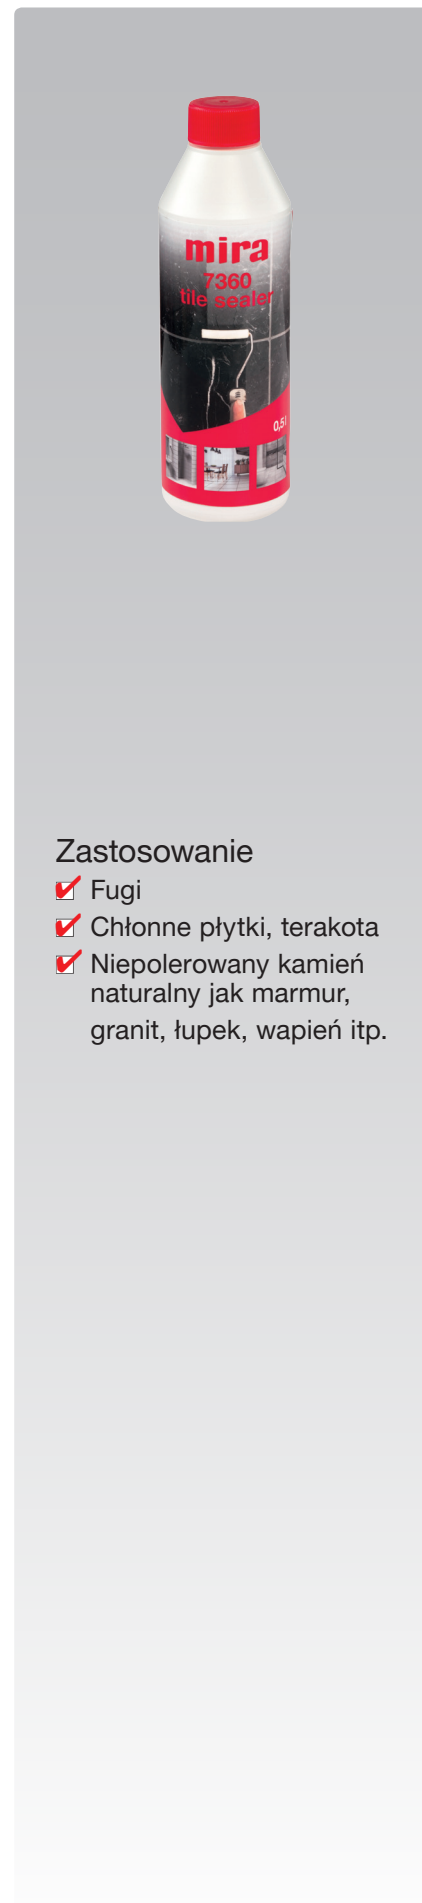 mira
7360
tile sealer
0,5 l
Zastosowanie
Fugi
Chłonne płytki, terakota
Niepolerowany kamień
naturalny jak marmur,
granit, łupek, wapień itp.